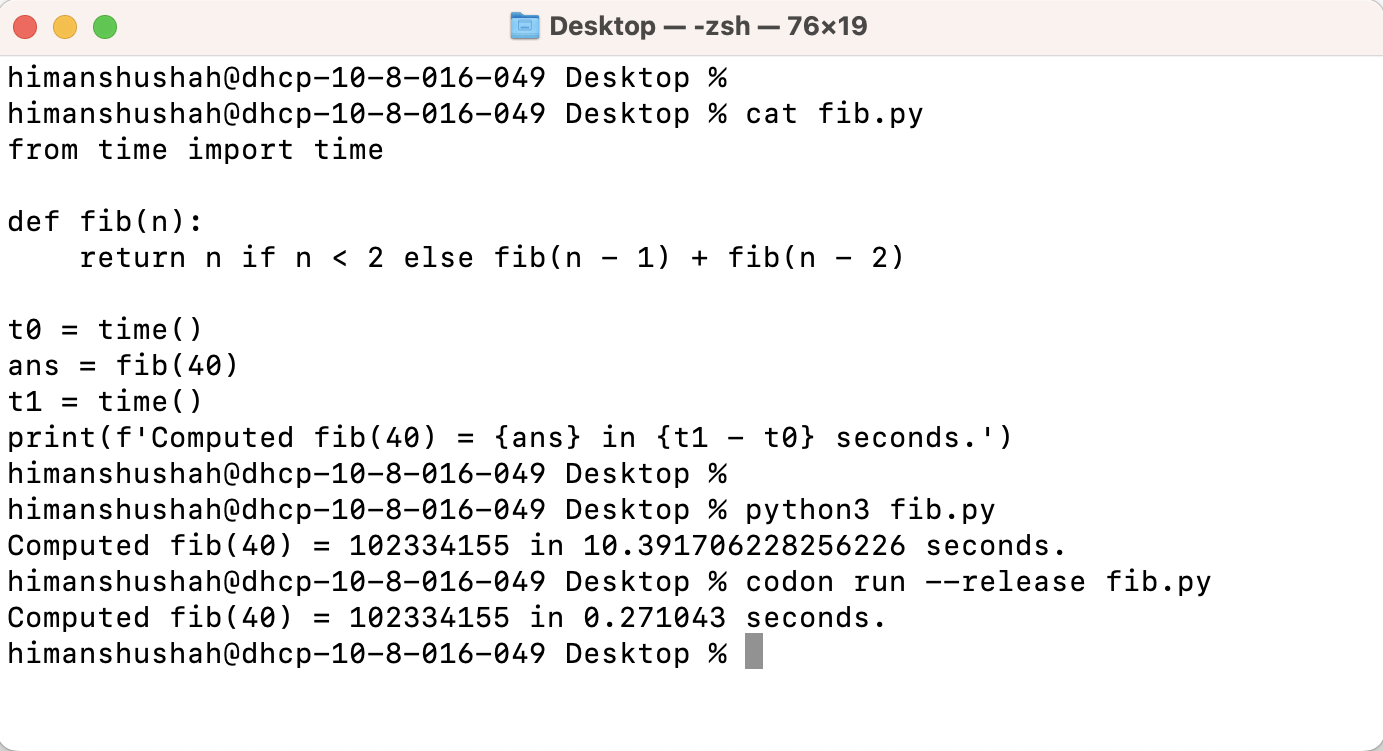 Desktop — -zsh — 76×19
himanshushah@dhcp-10-8-016-049 Desktop %
himanshushah@dhcp-10-8-016-049 Desktop % cat fib.py
from time import time

def fib(n):
    return n if n < 2 else fib(n - 1) + fib(n - 2)

t0 = time()
ans = fib(40)
t1 = time()
print(f'Computed fib(40) = {ans} in {t1 - t0} seconds.')
himanshushah@dhcp-10-8-016-049 Desktop %
himanshushah@dhcp-10-8-016-049 Desktop % python3 fib.py
Computed fib(40) = 102334155 in 10.391706228256226 seconds.
himanshushah@dhcp-10-8-016-049 Desktop % codon run --release fib.py
Computed fib(40) = 102334155 in 0.271043 seconds.
himanshushah@dhcp-10-8-016-049 Desktop %